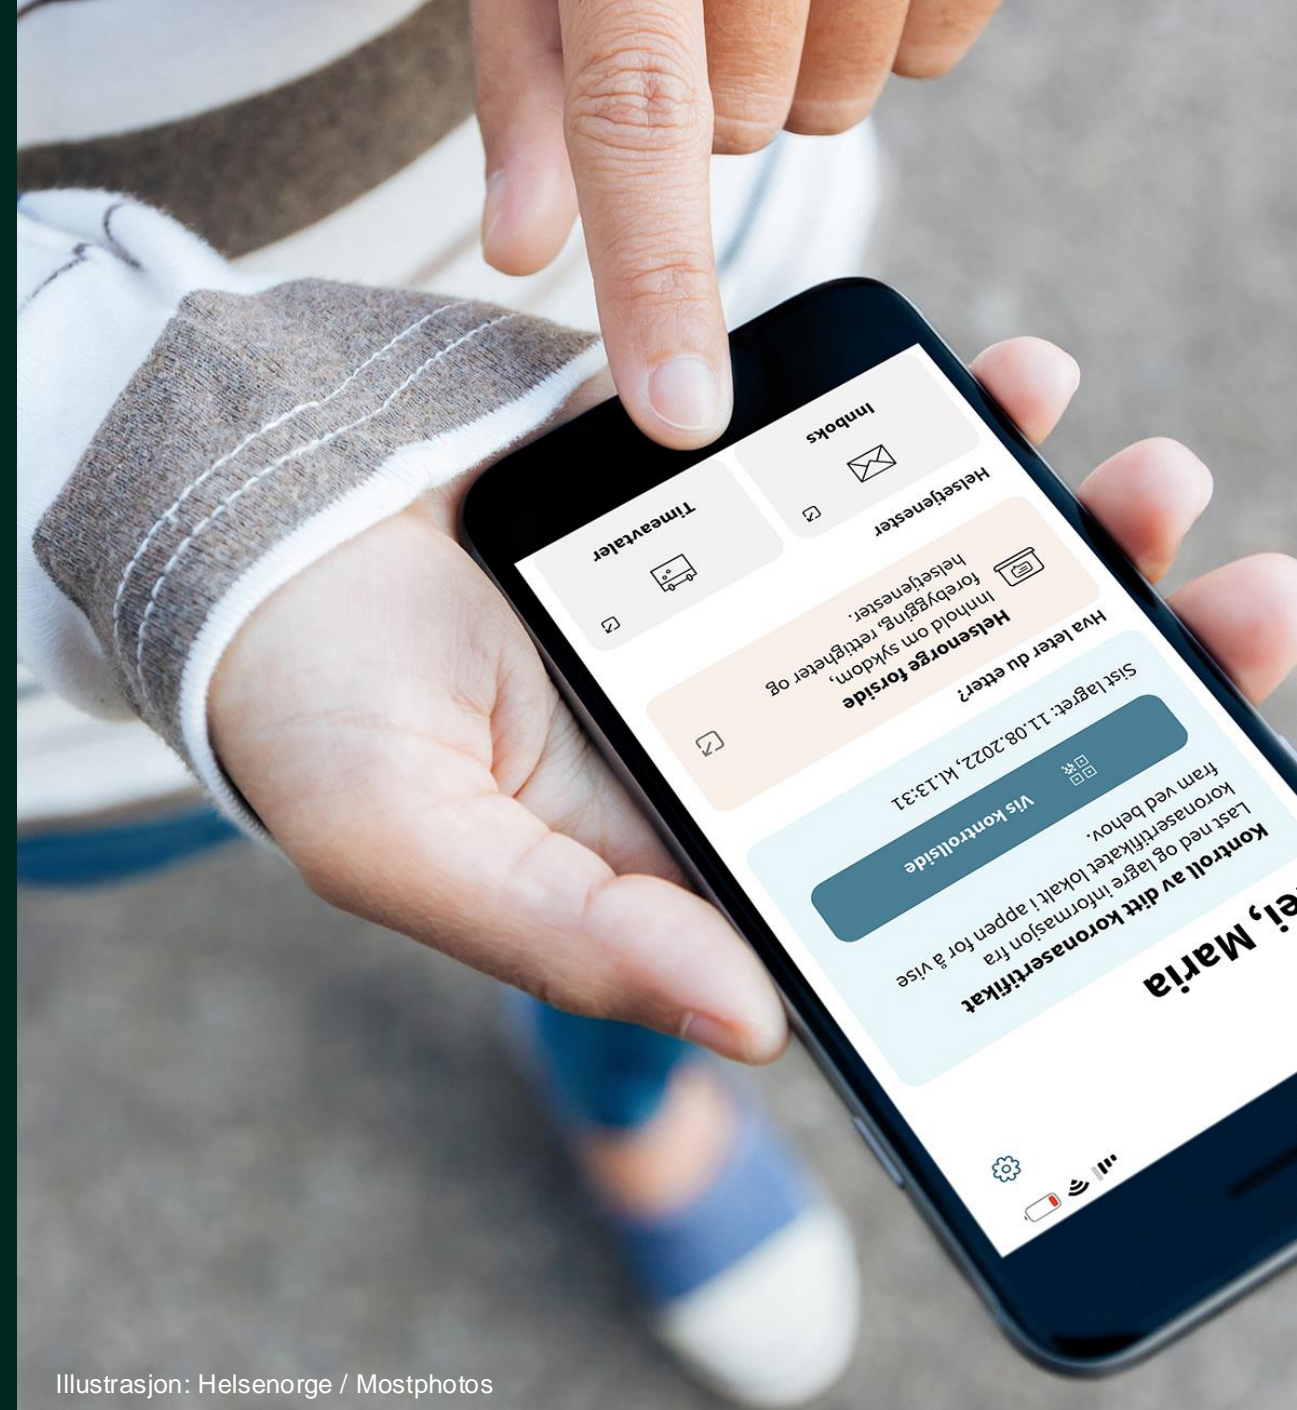 ei, Maria
Kontroll av ditt koronasertifikat
Last ned og lagre informasjon fra
koronasertifikatet lokalt i appen for å vise
fram ved behov.
Vis kontrollside
Sist lagret: 11.08.2022, kl.13:31
Hva leter du etter?
Helsenorge forside
Innhold om sykdom,
forebygging, rettigheter og
helsetjenester.
Helsetjenester
Innboks
Timeavtaler
Illustrasjon: Helsenorge / Mostphotos